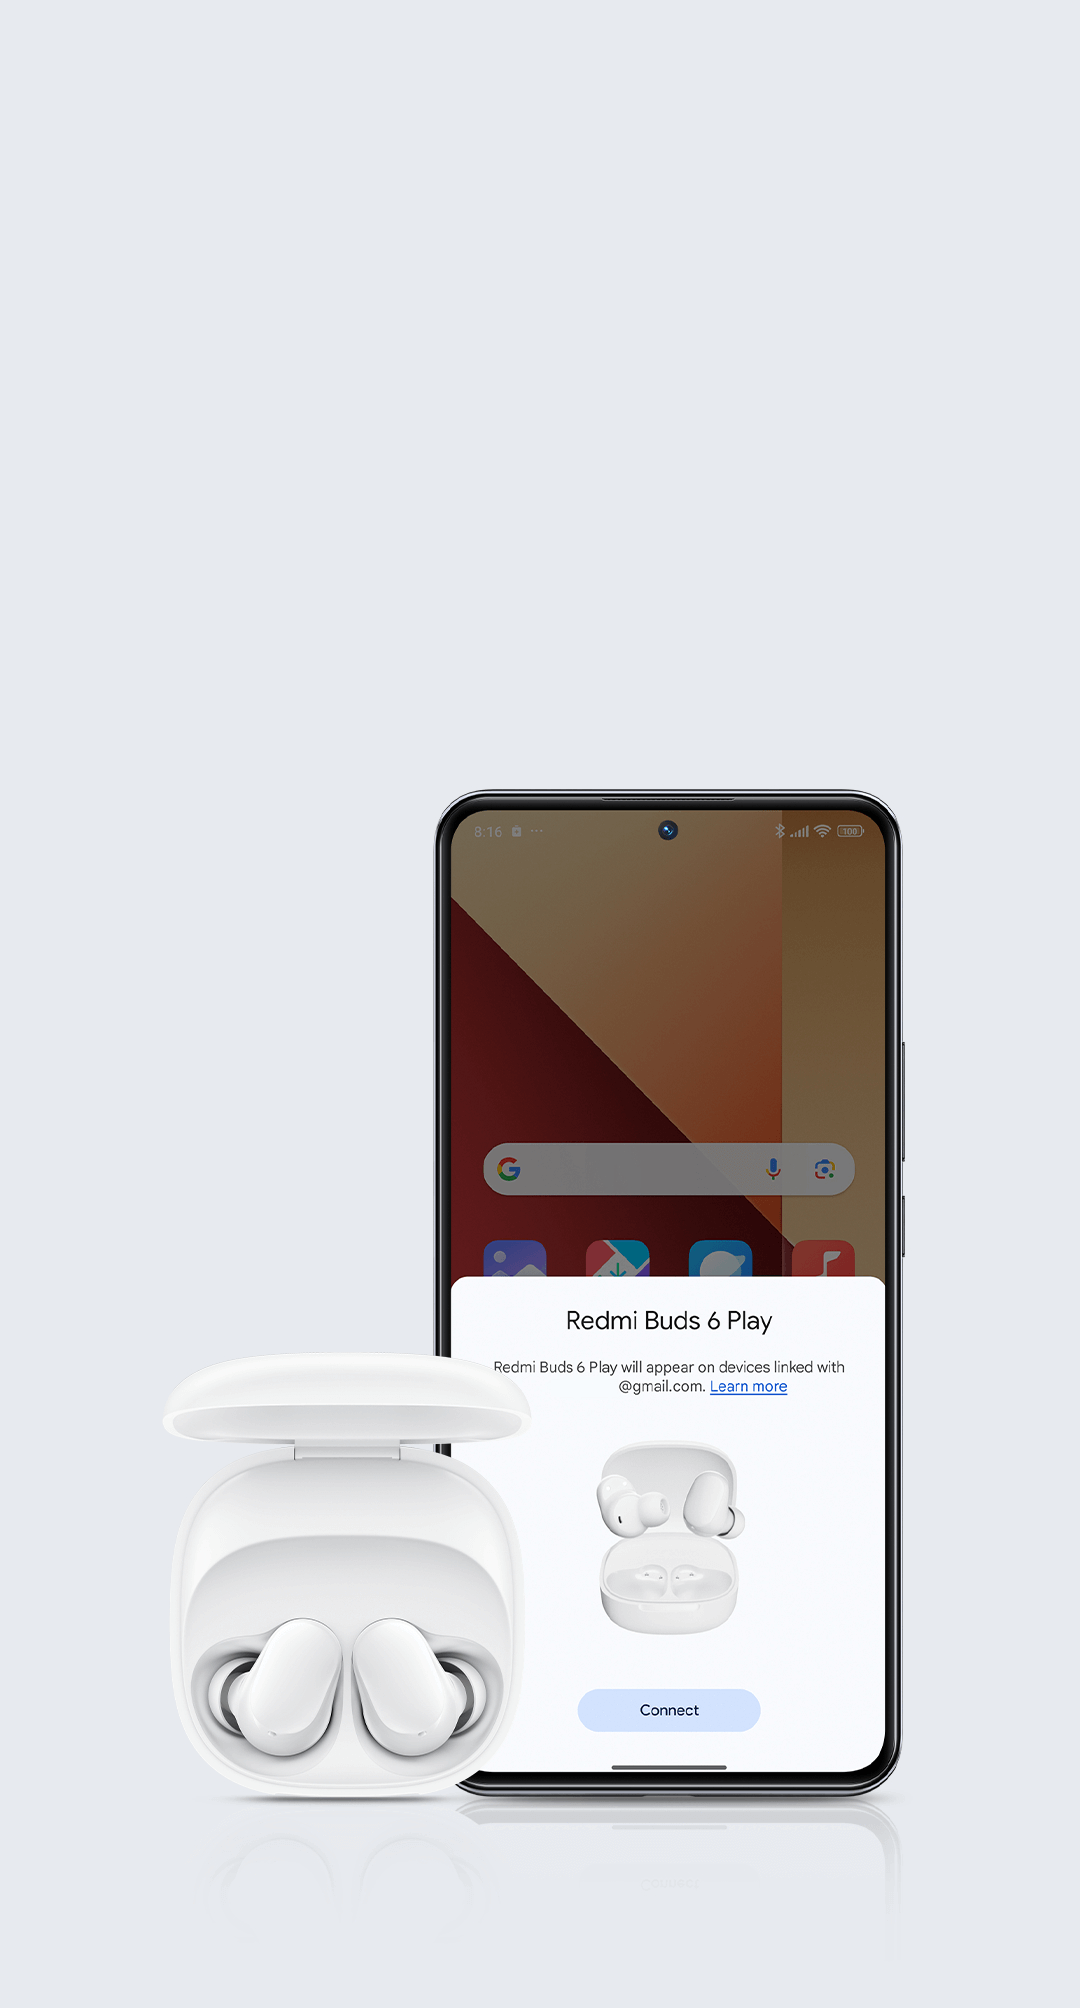 8:16
100
Redmi Buds 6 Play
Redmi Buds 6 Play will appear on devices linked with
@gmail.com. Learn more
Connect